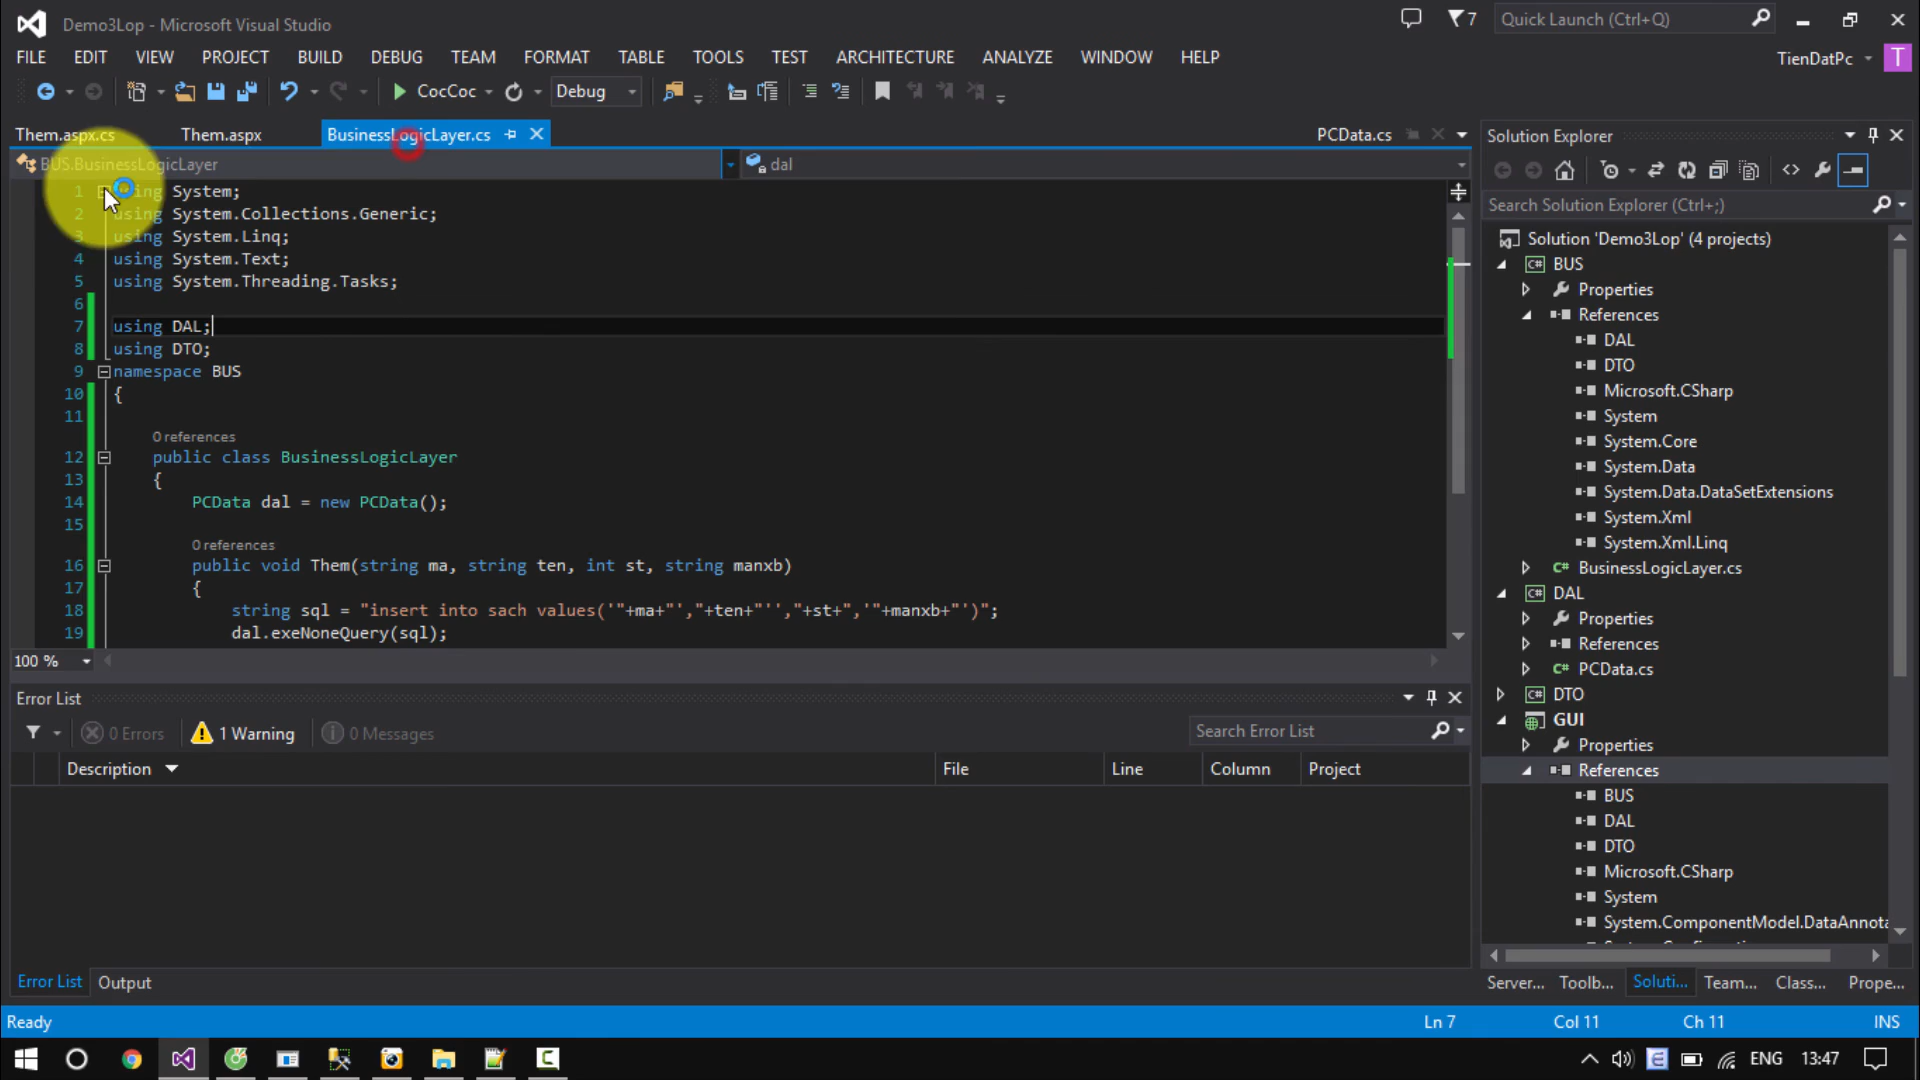 Demo3Lop - Microsoft Visual Studio
7
Quick Launch (Ctrl+Q)
FILE EDIT VIEW PROJECT BUILD DEBUG TEAM FORMAT TABLE TOOLS TEST ARCHITECTURE ANALYZE WINDOW HELP
TienDatPc
T
CocCoc
Debug
Them.aspx.cs
Them.aspx
BusinessLogicLayer.cs
PCData.cs
BUS.BusinessLogicLayer
dal
1 using System;
2 using System.Collections.Generic;
3 using System.Linq;
4 using System.Text;
5 using System.Threading.Tasks;
6
7 using DAL;
8 using DTO;
9 namespace BUS
10 {
11
0 references
12 public class BusinessLogicLayer
13 {
14 PCData dal = new PCData();
15
0 references
16 public void Them(string ma, string ten, int st, string manxb)
17 {
18 string sql = "insert into sach values('"+ma+"',"+ten+"'',"+st+",'"+manxb+"')";
19 dal.exeNoneQuery(sql);
100 %
Error List
0 Errors
1 Warning
0 Messages
Search Error List
Description File Line Column Project
Error List
Output
Solution Explorer
Search Solution Explorer (Ctrl+;)
Solution 'Demo3Lop' (4 projects)
BUS
Properties
References
DAL
DTO
Microsoft.CSharp
System
System.Core
System.Data
System.Data.DataSetExtensions
System.Xml
System.Xml.Linq
BusinessLogicLayer.cs
DAL
Properties
References
PCData.cs
DTO
GUI
Properties
References
BUS
DAL
DTO
Microsoft.CSharp
System
System.ComponentModel.DataAnnota
Server... Toolb... Soluti... Team... Class... Prope...
Ready
Ln 7
Col 11
Ch 11
INS
ENG
13:47